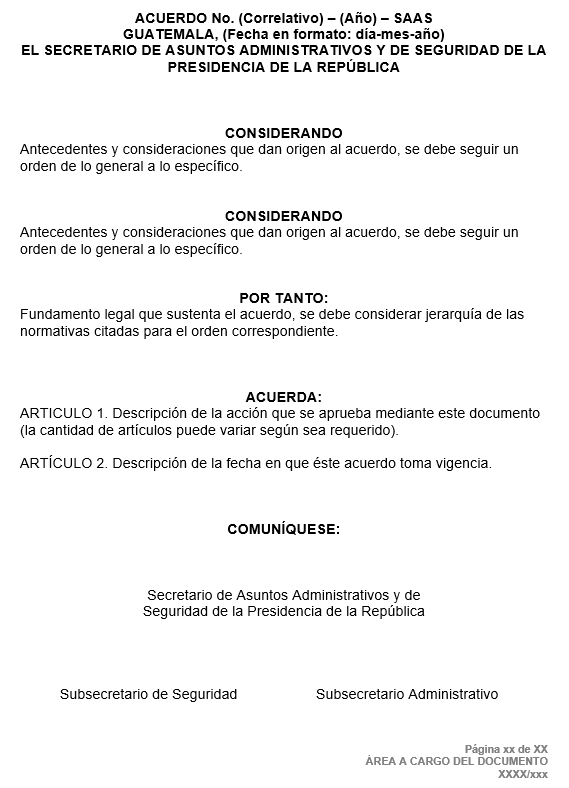 ACUERDO No. (Correlativo) – (Año) – SAAS
GUATEMALA, (Fecha en formato: día-mes-año)
EL SECRETARIO DE ASUNTOS ADMINISTRATIVOS Y DE SEGURIDAD DE LA
PRESIDENCIA DE LA REPÚBLICA
CONSIDERANDO
Antecedentes y consideraciones que dan origen al acuerdo, se debe seguir un
orden de lo general a lo específico.
CONSIDERANDO
Antecedentes y consideraciones que dan origen al acuerdo, se debe seguir un
orden de lo general a lo específico.
POR TANTO:
Fundamento legal que sustenta el acuerdo, se debe considerar jerarquía de las
normativas citadas para el orden correspondiente.
ACUERDA:
ARTICULO 1. Descripción de la acción que se aprueba mediante este documento
(la cantidad de artículos puede variar según sea requerido).
ARTÍCULO 2. Descripción de la fecha en que éste acuerdo toma vigencia.
COMUNÍQUESE:
Secretario de Asuntos Administrativos y de
Seguridad de la Presidencia de la República
Subsecretario de Seguridad Subsecretario Administrativo
Página xx de XX
ÀREA A CARGO DEL DOCUMENTO
XXXX/xxx